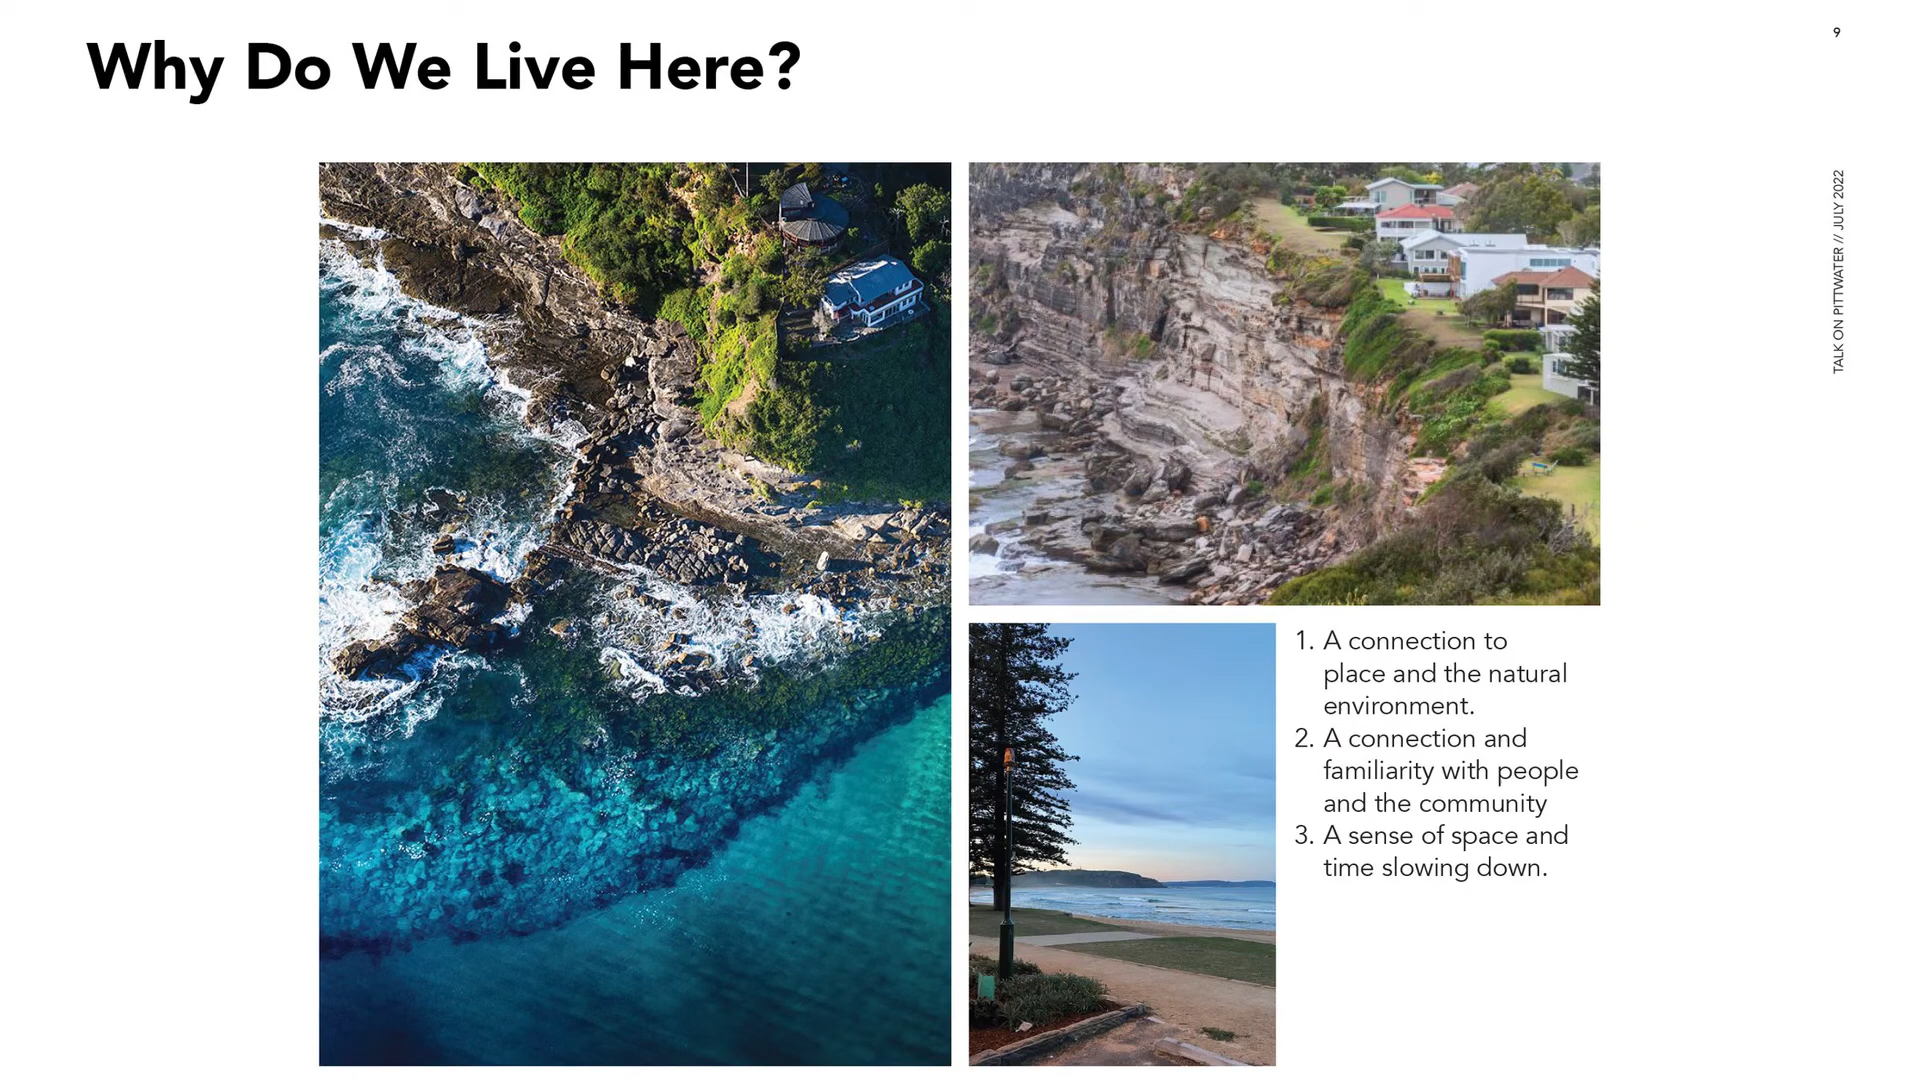 Why Do We Live Here?
9
TALK ON PITTWATER // JULY 2022
1. A connection to
place and the natural
environment.
2. A connection and
familiarity with people
and the community
3. A sense of space and
time slowing down.